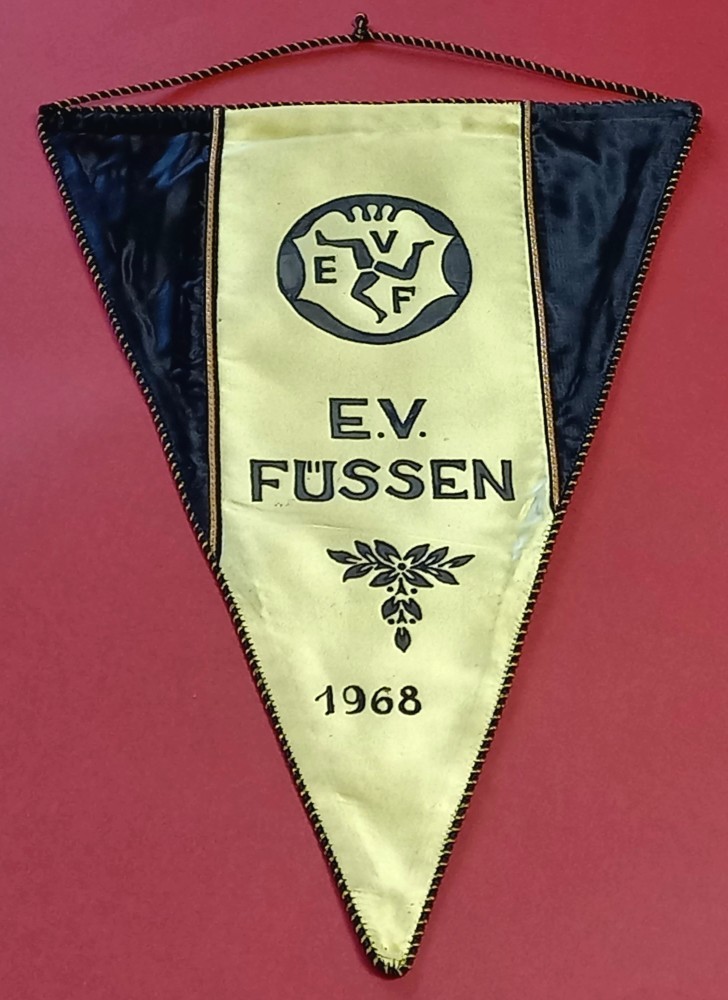 E V F
E.V.
FÜSSEN
1968